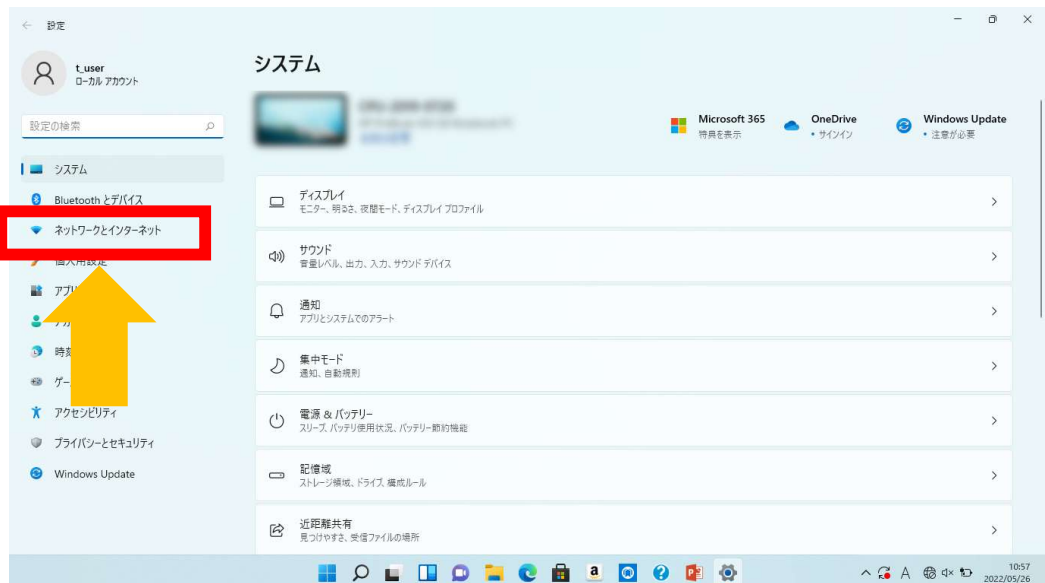 設定
t_user
ローカル アカウント
設定の検索
システム
Bluetooth とデバイス
ネットワークとインターネット
個人用設定
アプリ
時刻
ゲー
アクセシビリティ
プライバシーとセキュリティ
Windows Update
システム
Microsoft 365
特典を表示
OneDrive
• サインイン
Windows Update
• 注意が必要
ディスプレイ
モニター、明るさ、夜間モード、ディスプレイ プロファイル
サウンド
音量レベル、出力、入力、サウンド デバイス
通知
アプリとシステムでのアラート
集中モード
通知、自動規則
電源 & バッテリー
スリープ、バッテリ使用状況、バッテリー節約機能
記憶域
ストレージ領域、ドライブ、構成ルール
近距離共有
見つけやすさ、受信ファイルの場所
a
A
10:57
2022/05/26